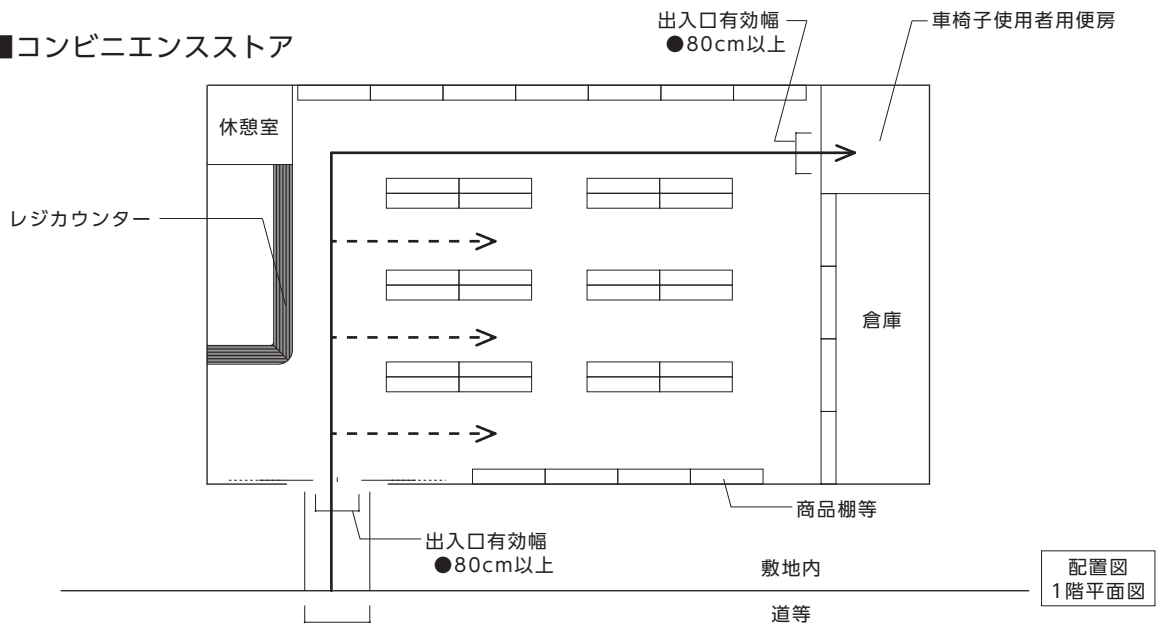 ■コンビニエンスストア
出入口有効幅
●80cm以上
車椅子使用者用便房
休憩室
レジカウンター
倉庫
商品棚等
出入口有効幅
●80cm以上
敷地内
道等
配置図
1階平面図